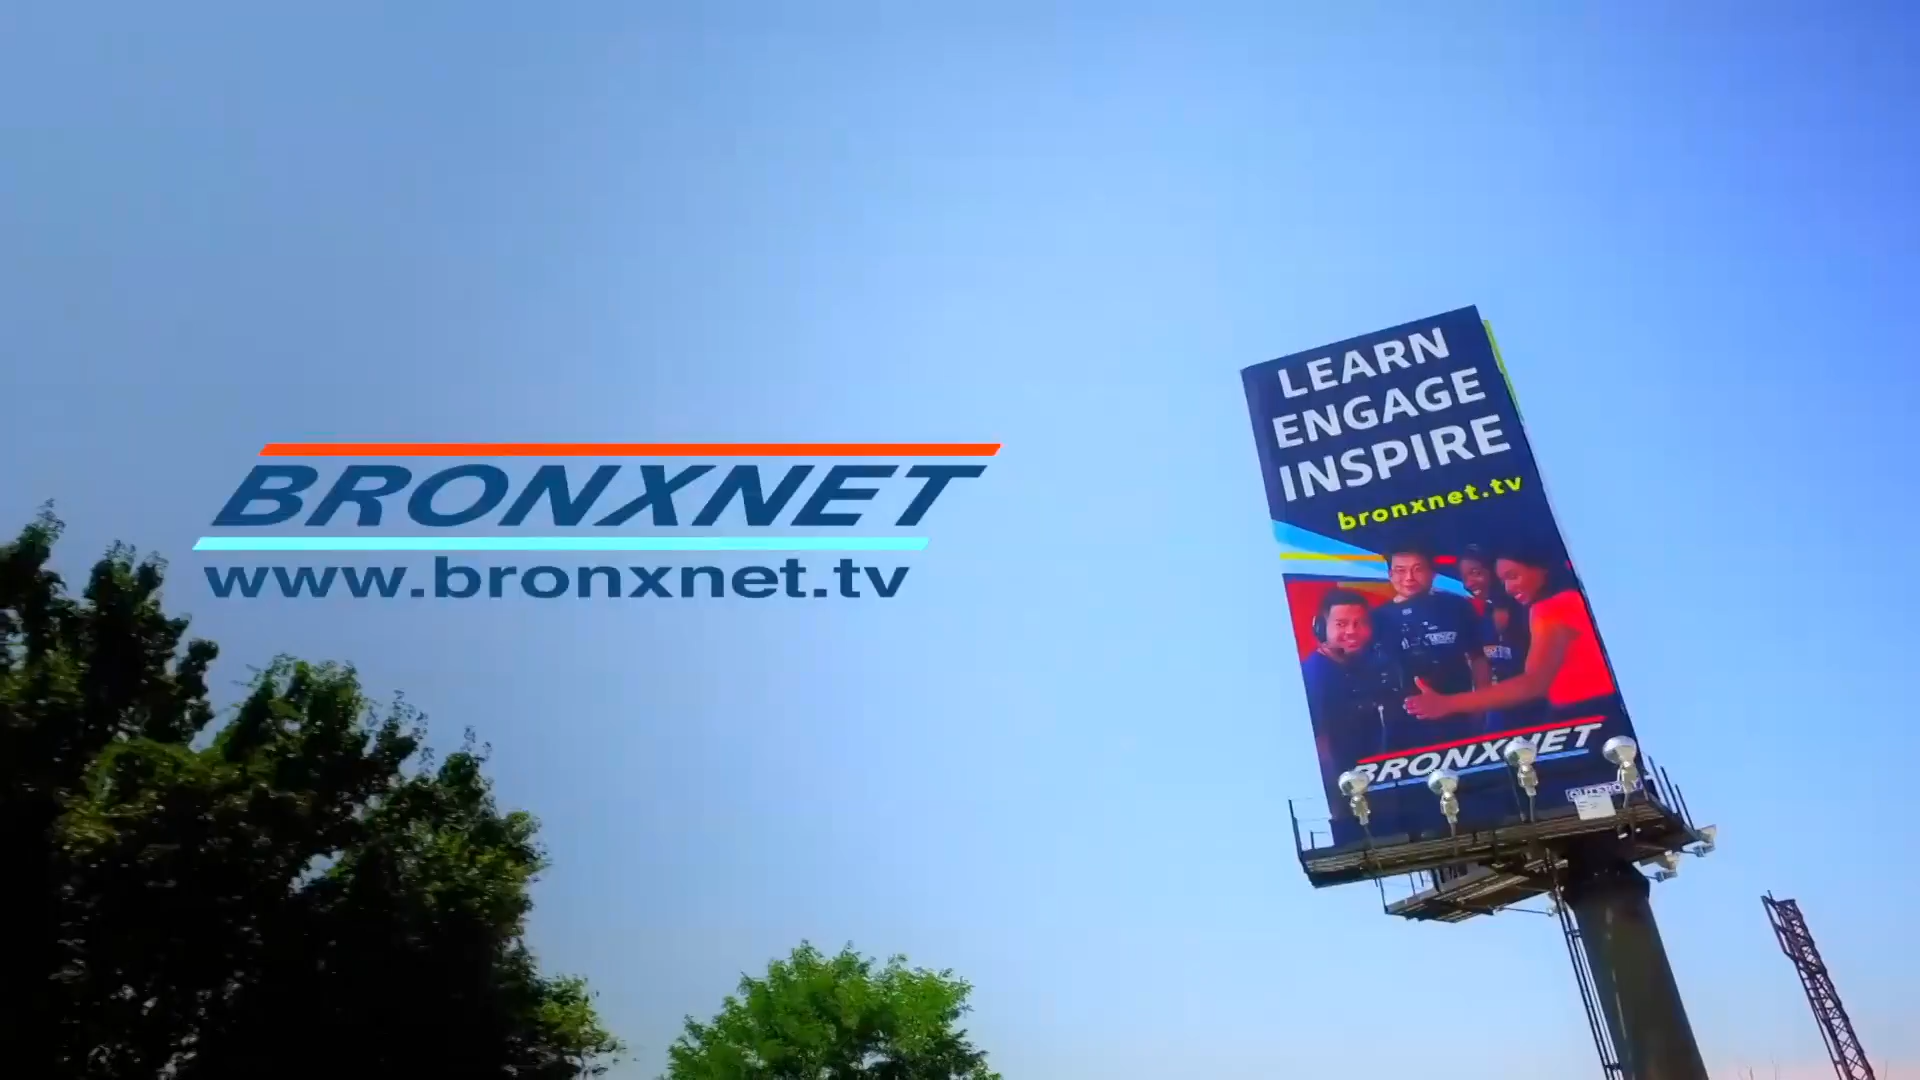 BRONXNET
www.bronxnet.tv
LEARN
ENGAGE
INSPIRE
bronxnet.tv
BRONXNET